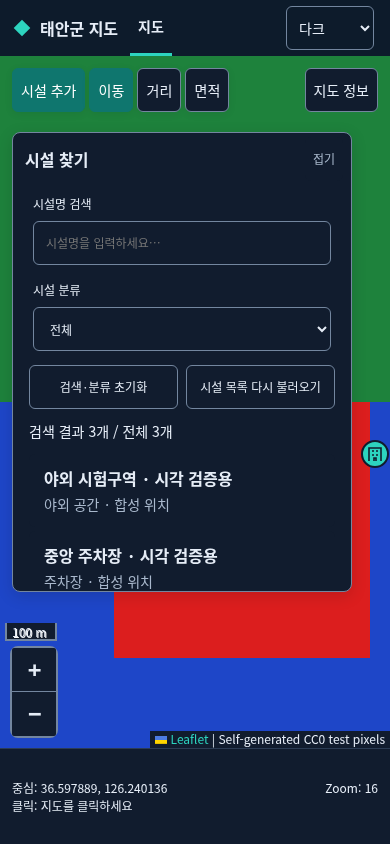 태안군 지도 지도 다크
시설 추가 이동 거리 면적 지도 정보
시설 찾기 접기
시설명 검색
시설명을 입력하세요…
시설 분류
전체
검색·분류 초기화 시설 목록 다시 불러오기
검색 결과 3개 / 전체 3개
야외 시험구역 · 시각 검증용
야외 공간 · 합성 위치
중앙 주차장 · 시각 검증용
주차장 · 합성 위치
100 m
+
−
Leaflet | Self-generated CC0 test pixels
중심: 36.597889, 126.240136 Zoom: 16
클릭: 지도를 클릭하세요